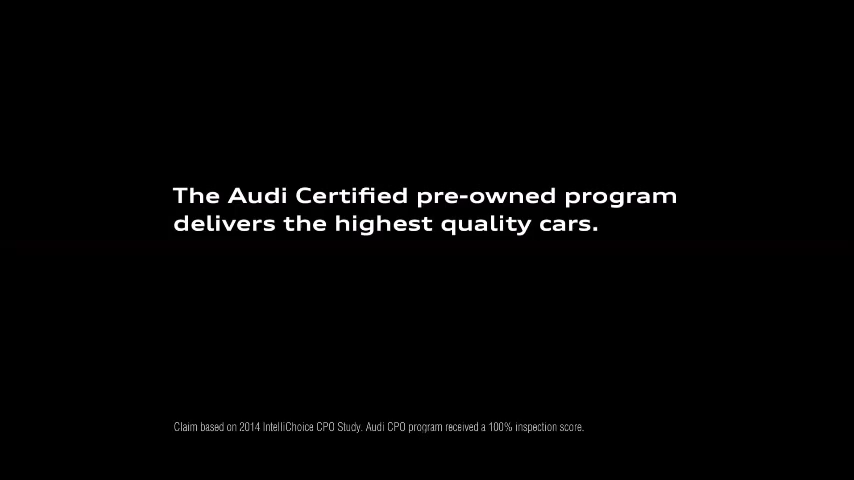 The Audi Certified pre-owned program
delivers the highest quality cars.
Claim based on 2014 IntelliChoice CPO Study. Audi CPO program received a 100% inspection score.